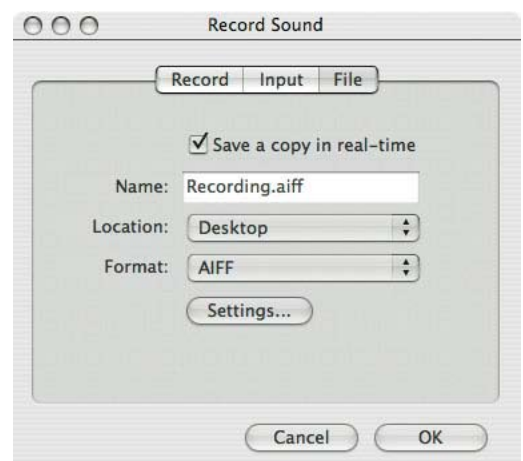 Record Sound
Record Input File
Save a copy in real-time
Name: Recording.aiff
Location: Desktop
Format: AIFF
Settings...
Cancel OK